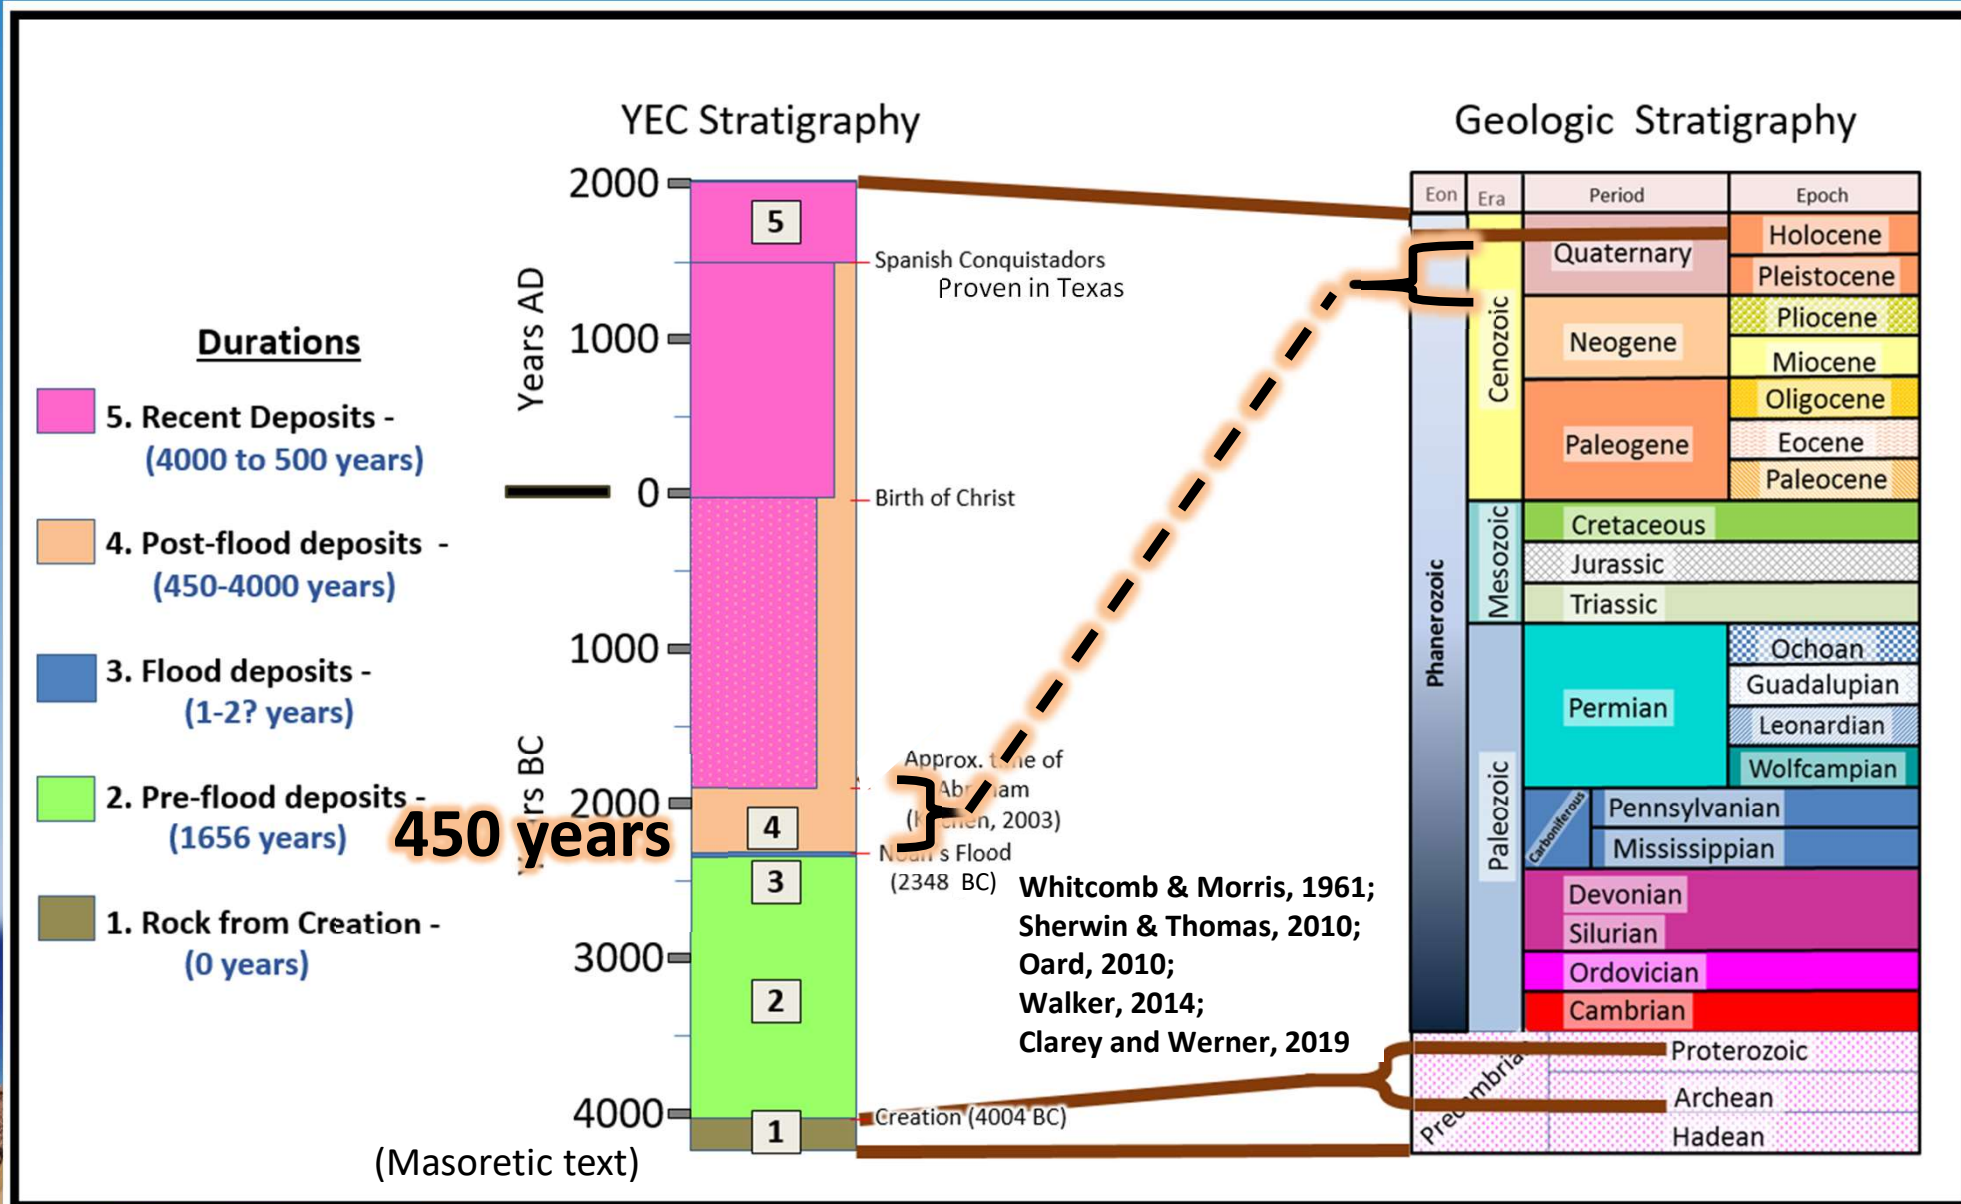 YEC Stratigraphy
Geologic Stratigraphy
Durations
5. Recent Deposits -
(4000 to 500 years)
4. Post-flood deposits -
(450-4000 years)
3. Flood deposits -
(1-2? years)
2. Pre-flood deposits -
(1656 years)
1. Rock from Creation -
(0 years)
Years AD
2000
1000
0
1000
2000
3000
4000
450 years
(Masoretic text)
5
4
3
2
1
Spanish Conquistadors
Proven in Texas
Birth of Christ
Approx. time of
Abraham
2003)
Noah's Flood
(2348 BC)
Creation (4004 BC)
Whitcomb & Morris, 1961;
Sherwin & Thomas, 2010;
Oard, 2010;
Walker, 2014;
Clarey and Werner, 2019
Eon
Era
Period
Epoch
Phanerozoic
Cenozoic
Quaternary
Holocene
Pleistocene
Neogene
Pliocene
Miocene
Paleogene
Oligocene
Eocene
Paleocene
Mesozoic
Cretaceous
Jurassic
Triassic
Paleozoic
Permian
Ochoan
Guadalupian
Leonardian
Wolfcampian
Carboniferous
Pennsylvanian
Mississippian
Devonian
Silurian
Ordovician
Cambrian
Precambrian
Proterozoic
Archean
Hadean